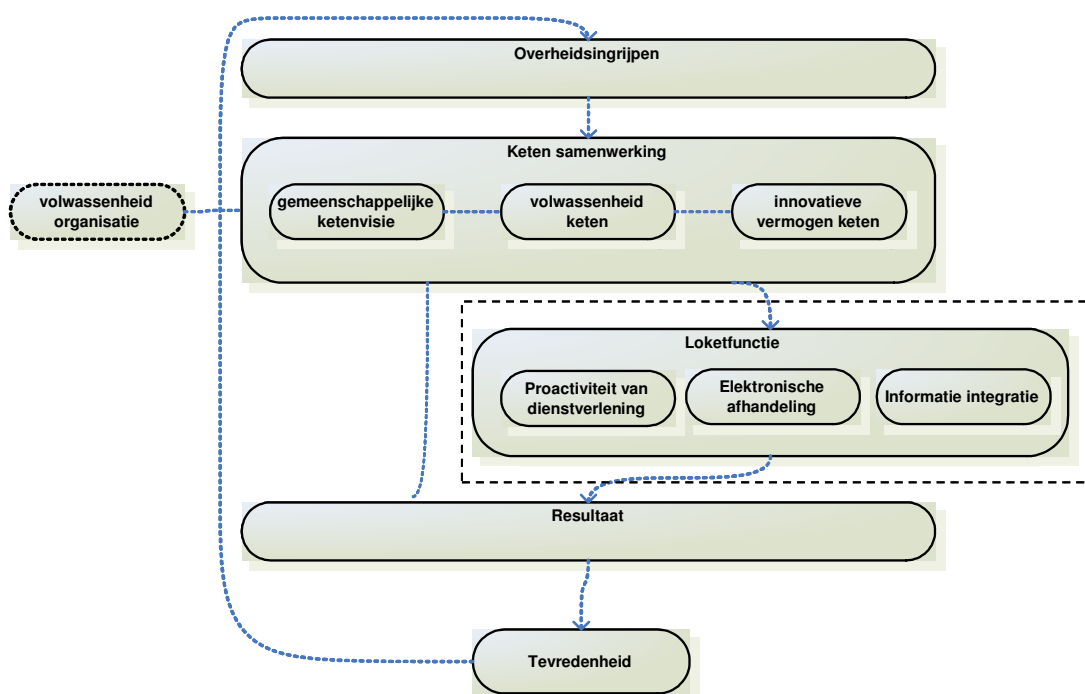 Overheidsingrijpen
Keten samenwerking
volwassenheid
organisatie
gemeenschappelijke
ketenvisie
volwassenheid
keten
innovatieve
vermogen keten
Loketfunctie
Proactiviteit van
dienstverlening
Elektronische
afhandeling
Informatie integratie
Resultaat
Tevredenheid